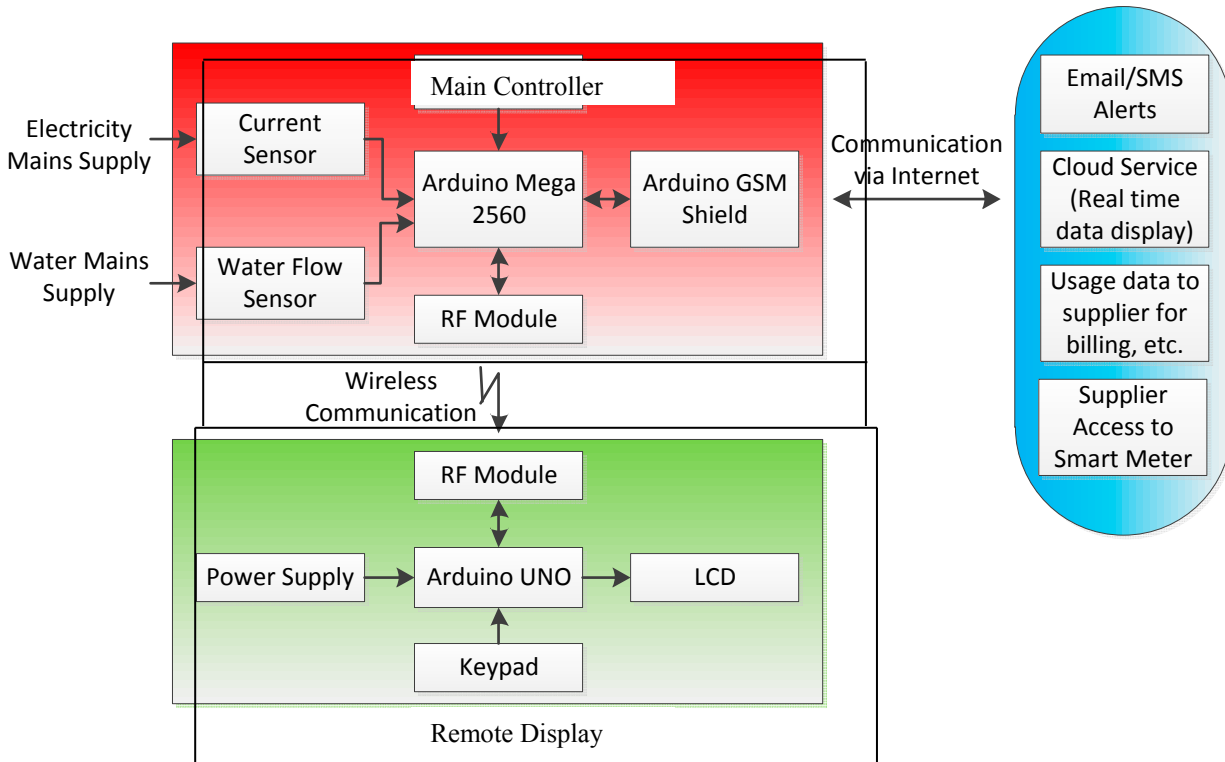 Main Controller
Electricity
Mains Supply
Current
Sensor
Arduino Mega
2560
Arduino GSM
Shield
Water Mains
Supply
Water Flow
Sensor
RF Module
Communication
via Internet
Email/SMS
Alerts
Cloud Service
(Real time
data display)
Usage data to
supplier for
billing, etc.
Supplier
Access to
Smart Meter
Wireless
Communication
RF Module
Power Supply
Arduino UNO
LCD
Keypad
Remote Display